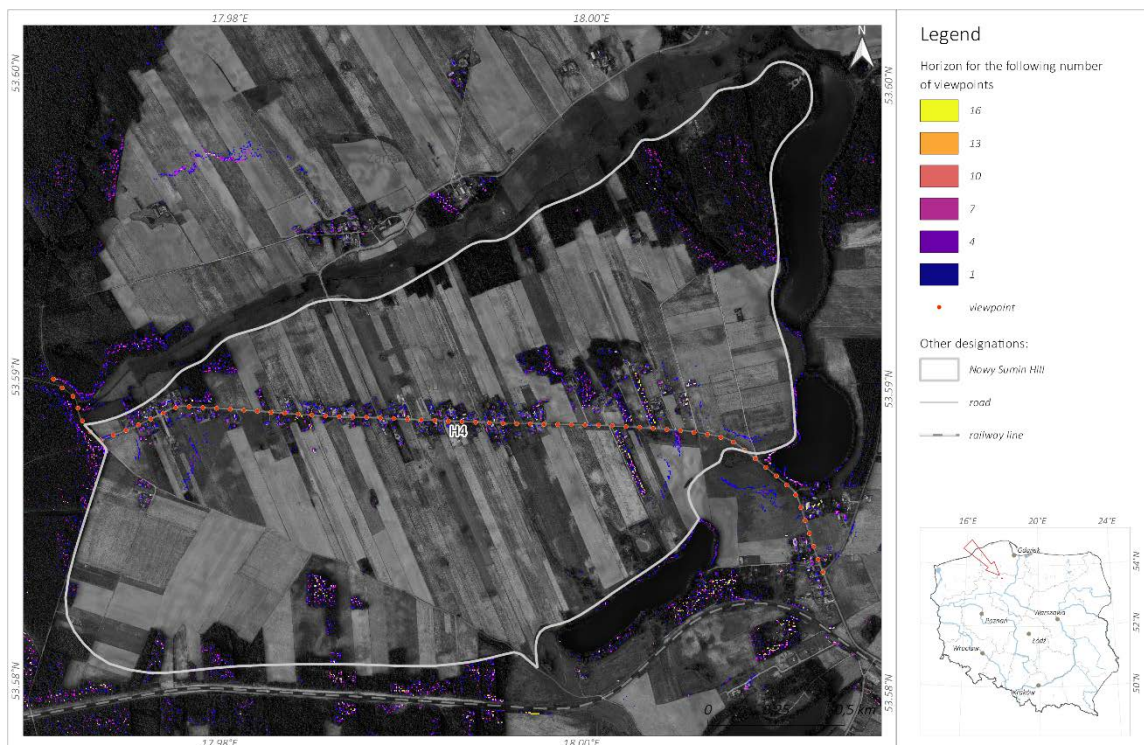 17.98°E
18.00°E
53.60°N
53.60°N
N
53.59°N
53.59°N
H4
53.58°N
53.58°N
0
0,5 km
17.98°E
18.00°E
Legend
Horizon for the following number
of viewpoints
16
13
10
7
4
1
viewpoint
Other designations:
Nowy Sumin Hill
road
railway line
16°E
20°E
24°E
Gdańsk
54°N
Warszawa
Poznań
52°N
Łódź
Wrocław
Kraków
50°N